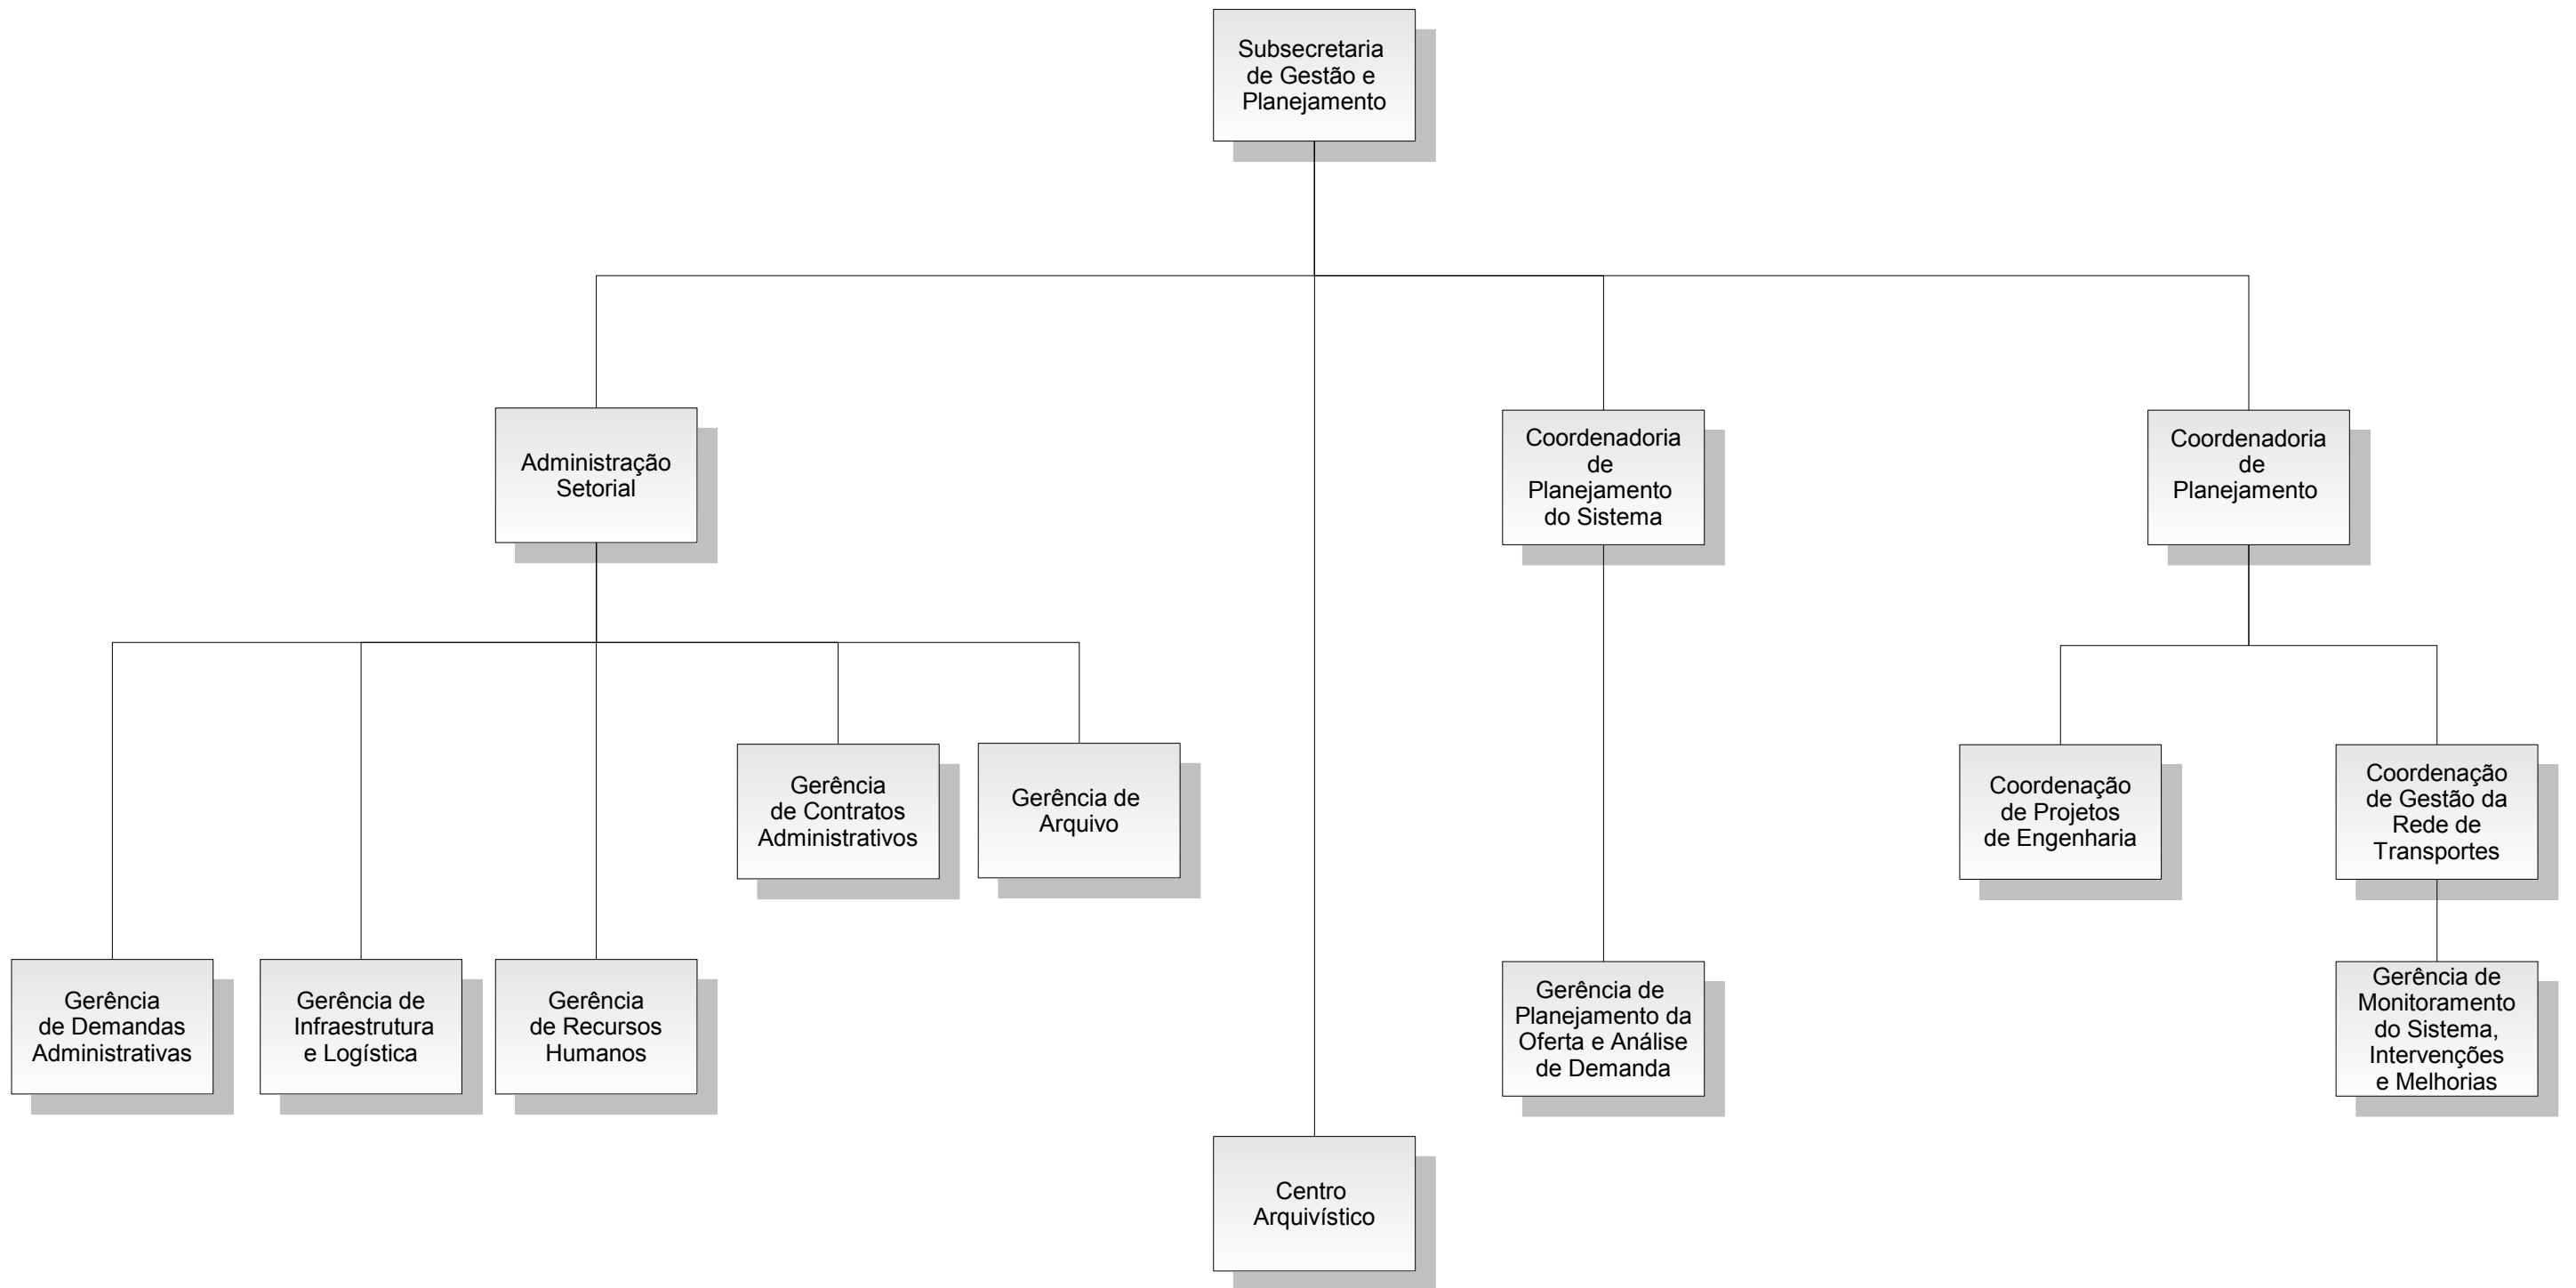 Subsecretaria
de Gestão e
Planejamento
Administração
Setorial
Coordenadoria
de
Planejamento
do Sistema
Coordenadoria
de
Planejamento
Gerência
de Contratos
Administrativos
Gerência de
Arquivo
Coordenação
de Projetos
de Engenharia
Coordenação
de Gestão da
Rede de
Transportes
Gerência
de Demandas
Administrativas
Gerência de
Infraestrutura
e Logística
Gerência
de Recursos
Humanos
Gerência de
Planejamento da
Oferta e Análise
de Demanda
Gerência de
Monitoramento
do Sistema,
Intervenções
e Melhorias
Centro
Arquivístico